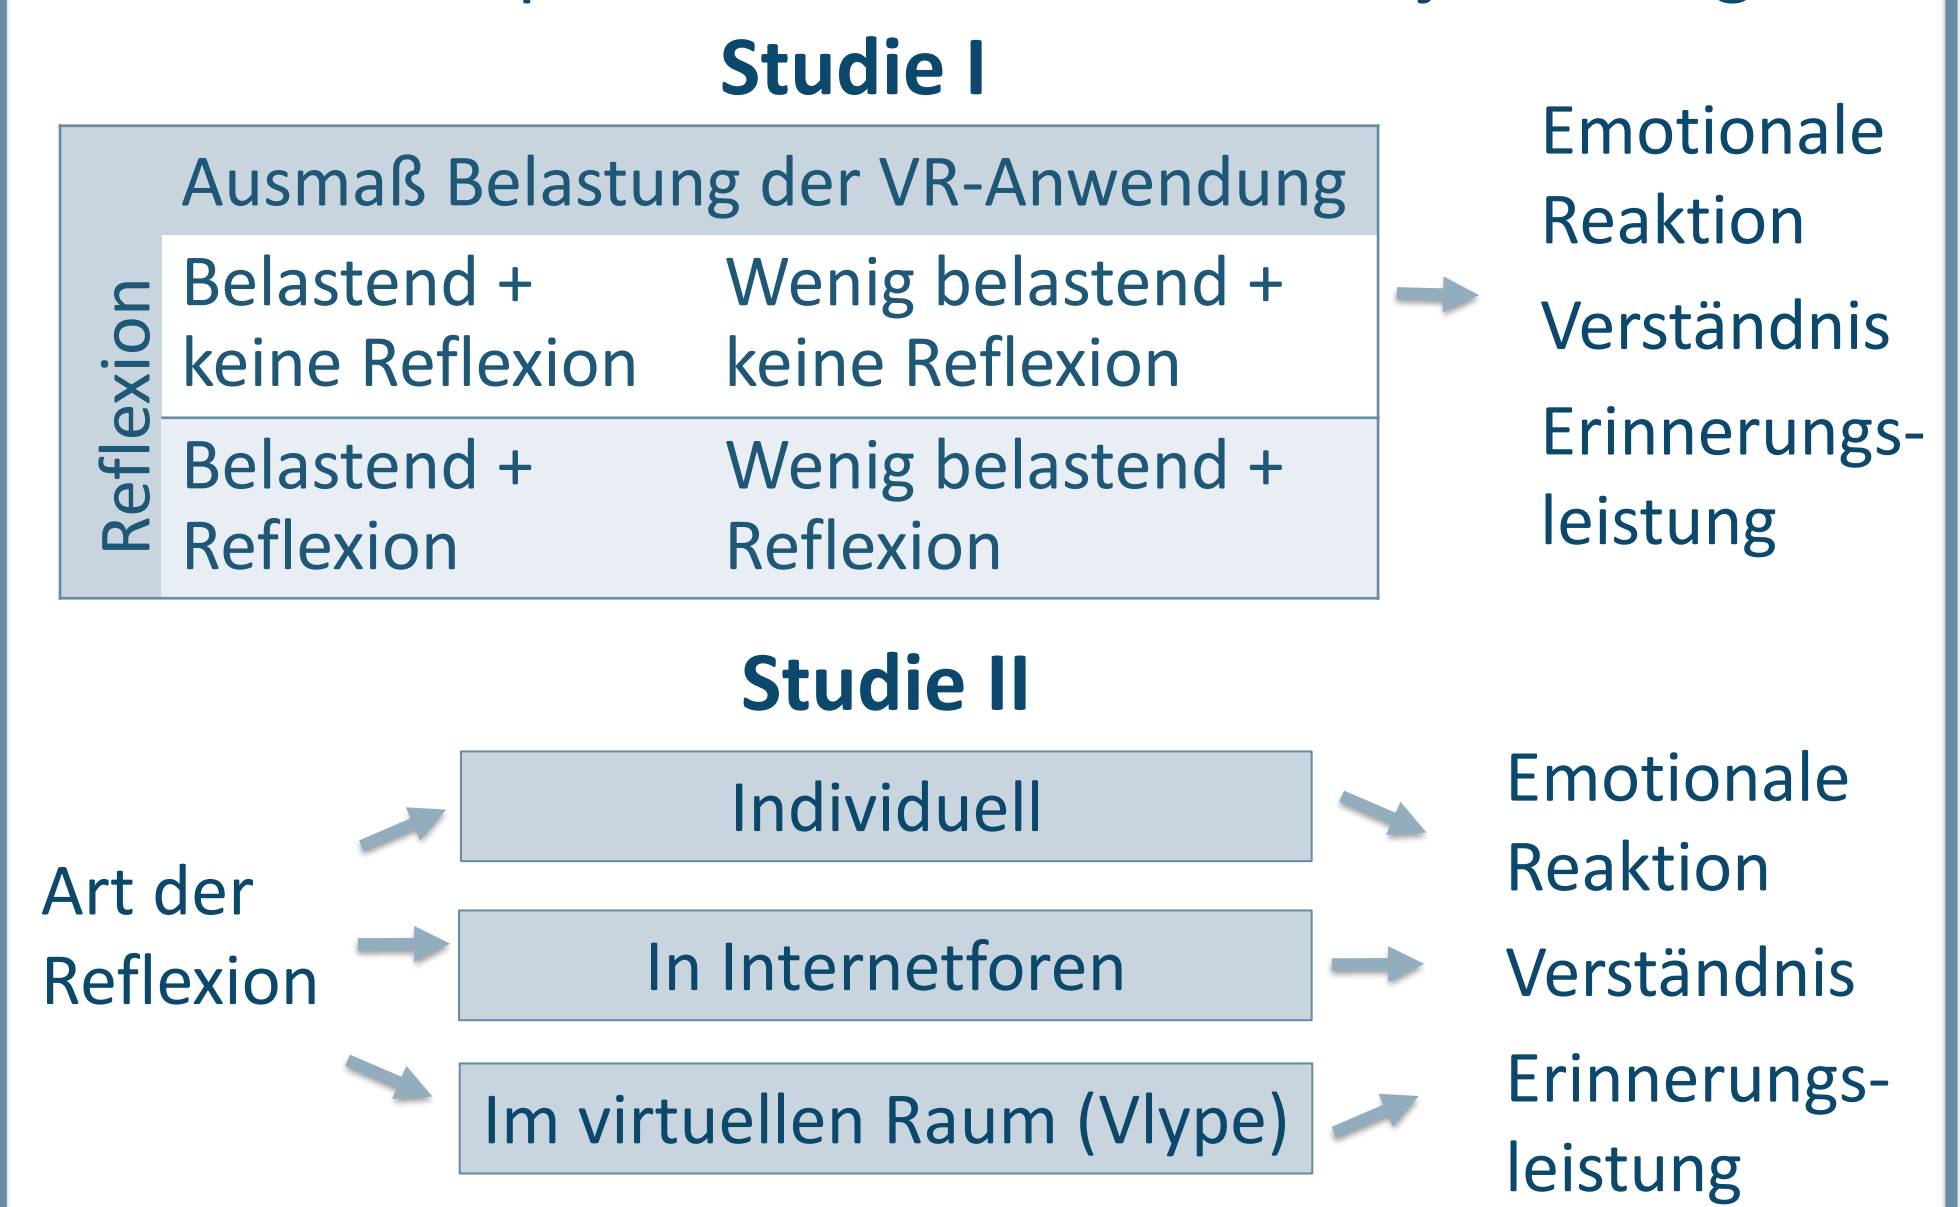 Studie I
Ausmaß Belastung der VR-Anwendung
Reflexion
Belastend +
keine Reflexion
Wenig belastend +
keine Reflexion
Belastend +
Reflexion
Wenig belastend +
Reflexion
Emotionale
Reaktion
Verständnis
Erinnerungs-
leistung
Studie II
Art der
Reflexion
Individuell
In Internetforen
Im virtuellen Raum (Vlype)
Emotionale
Reaktion
Verständnis
Erinnerungs-
leistung